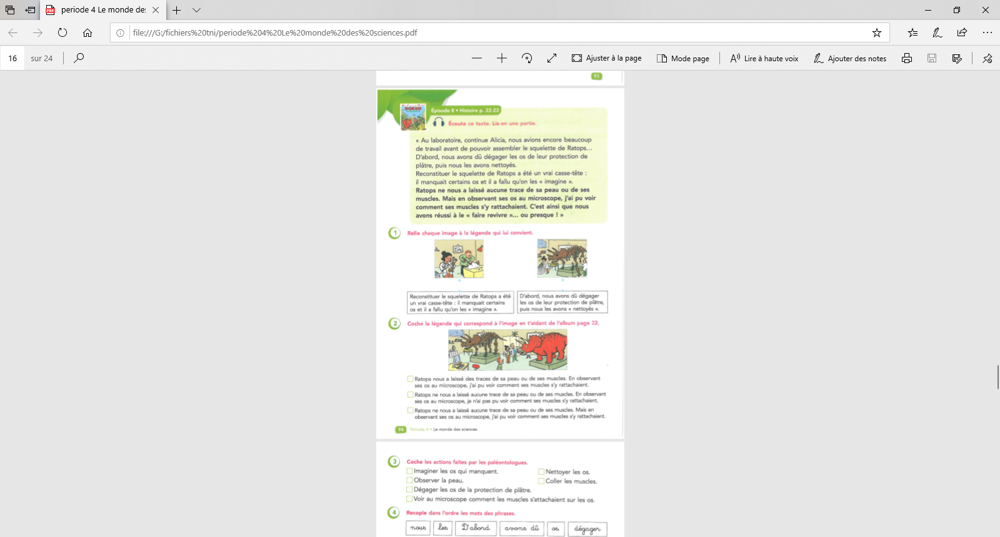 periode 4 Le monde de
file:///G:/fichiers%20tni/periode%204%20Le%20monde%20des%20sciences.pdf
16 sur 24
Ajuster à la page
Mode page
Lire à haute voix
Ajouter des notes
93
Épisode 8 • Histoire p. 22-23
Écoute ce texte. Lis-en une partie.
« Au laboratoire, continue Alicia, nous avions encore beaucoup
de travail avant de pouvoir assembler le squelette de Ratops...
D'abord, nous avons dû dégager les os de leur protection de
plâtre, puis nous les avons nettoyés.
Reconstituer le squelette de Ratops a été un vrai casse-tête :
il manquait certains os et il a fallu qu'on les « imagine ».
Ratops ne nous a laissé aucune trace de sa peau ou de ses
muscles. Mais en observant ses os au microscope, j'ai pu voir
comment ses muscles s'y rattachaient. C'est ainsi que nous
avons réussi à le « faire revivre »... ou presque ! »
1 Relie chaque image à la légende qui lui convient.
Reconstituer le squelette de Ratops a été
un vrai casse-tête : il manquait certains
os et il a fallu qu'on les « imagine ».
D'abord, nous avons dû dégager
les os de leur protection de plâtre,
puis nous les avons « nettoyés ».
2 Coche la légende qui correspond à l'image en t'aidant de l'album page 22.
Ratops nous a laissé des traces de sa peau ou de ses muscles. En observant
ses os au microscope, j'ai pu voir comment ses muscles s'y rattachaient.
Ratops ne nous a laissé aucune trace de sa peau ou de ses muscles. En observant
ses os au microscope, je n'ai pas pu voir comment ses muscles s'y rattachaient.
Ratops ne nous a laissé aucune trace de sa peau ou de ses muscles. Mais en
observant ses os au microscope, j'ai pu voir comment ses muscles s'y rattachaient.
94 Période 4 • Le monde des sciences
3 Coche les actions faites par les paléontologues.
Imaginer les os qui manquent.
Nettoyer les os.
Observer la peau.
Coller les muscles.
Dégager les os de la protection de plâtre.
Voir au microscope comment les muscles s'attachaient sur les os.
4 Recopie dans l'ordre les mots des phrases.
nous les D'abord avons dû os dégager